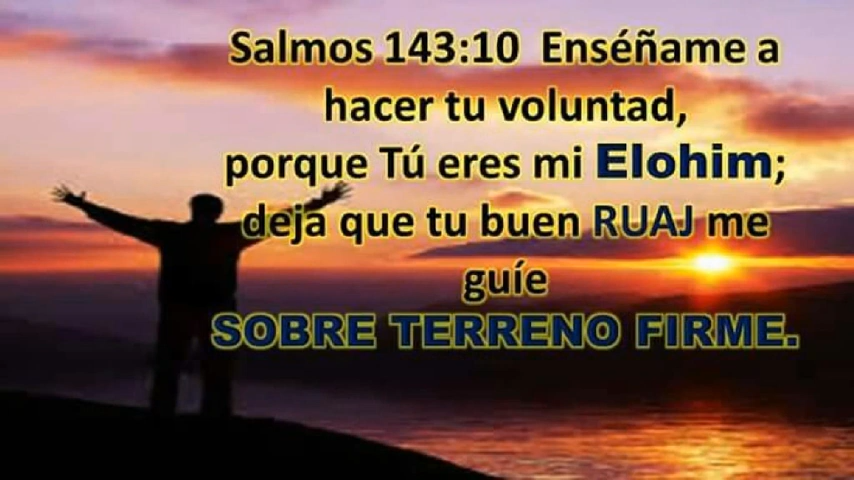 Salmos 143:10 Enséñame a
hacer tu voluntad,
porque Tú eres mi Elohim;
deja que tu buen RUAJ me
guíe
SOBRE TERRENO FIRME.